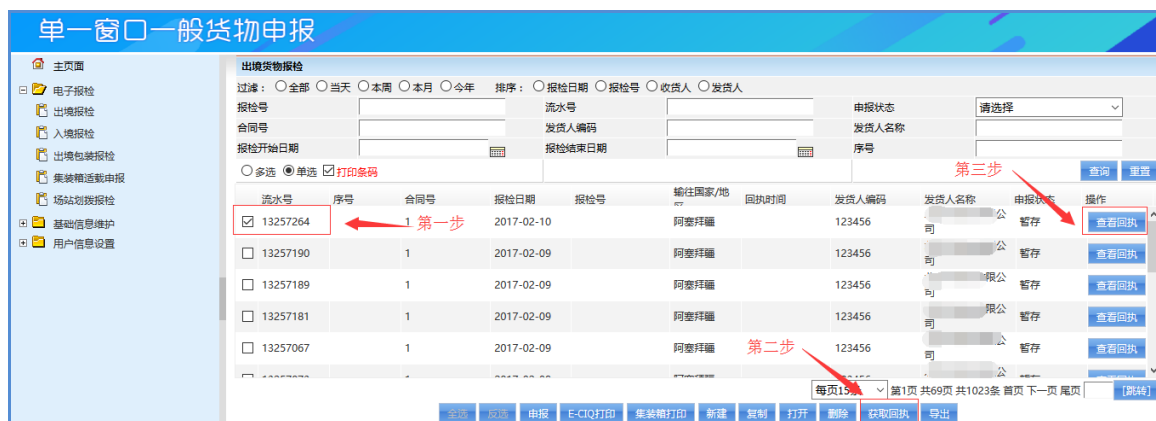 单一窗口一般货物申报
主页面
电子报检
出境报检
入境报检
出境包装报检
集装箱适载申报
场站划拨报检
基础信息维护
用户信息设置
出境货物报检
过滤： 全部 当天 本周 本月 今年 排序： 报检日期 报检号 收货人 发货人
报检号 流水号 申报状态 请选择
合同号 发货人编码 发货人名称
报检开始日期 报检结束日期 序号
多选 单选 打印条码 第三步 查询 重置
流水号 序号 合同号 报检日期 报检号 输往国家/地 回执时间 发货人编码 发货人名称 申报状态 操作
13257264 1 第一步 2017-02-10 阿塞拜疆 123456 公司 暂存 查看回执
13257190 1 2017-02-09 阿塞拜疆 123456 公司 暂存 查看回执
13257189 1 2017-02-09 阿塞拜疆 123456 限公司 暂存 查看回执
13257181 1 2017-02-09 阿塞拜疆 123456 限公司 暂存 查看回执
13257067 1 2017-02-09 阿塞拜疆 第二步 123456 公司 暂存 查看回执
每页15条 第1页 共69页 共1023条 首页 下一页 尾页 [跳转]
全选 反选 申报 E-CIQ打印 集装箱打印 新建 复制 打开 删除 获取回执 导出